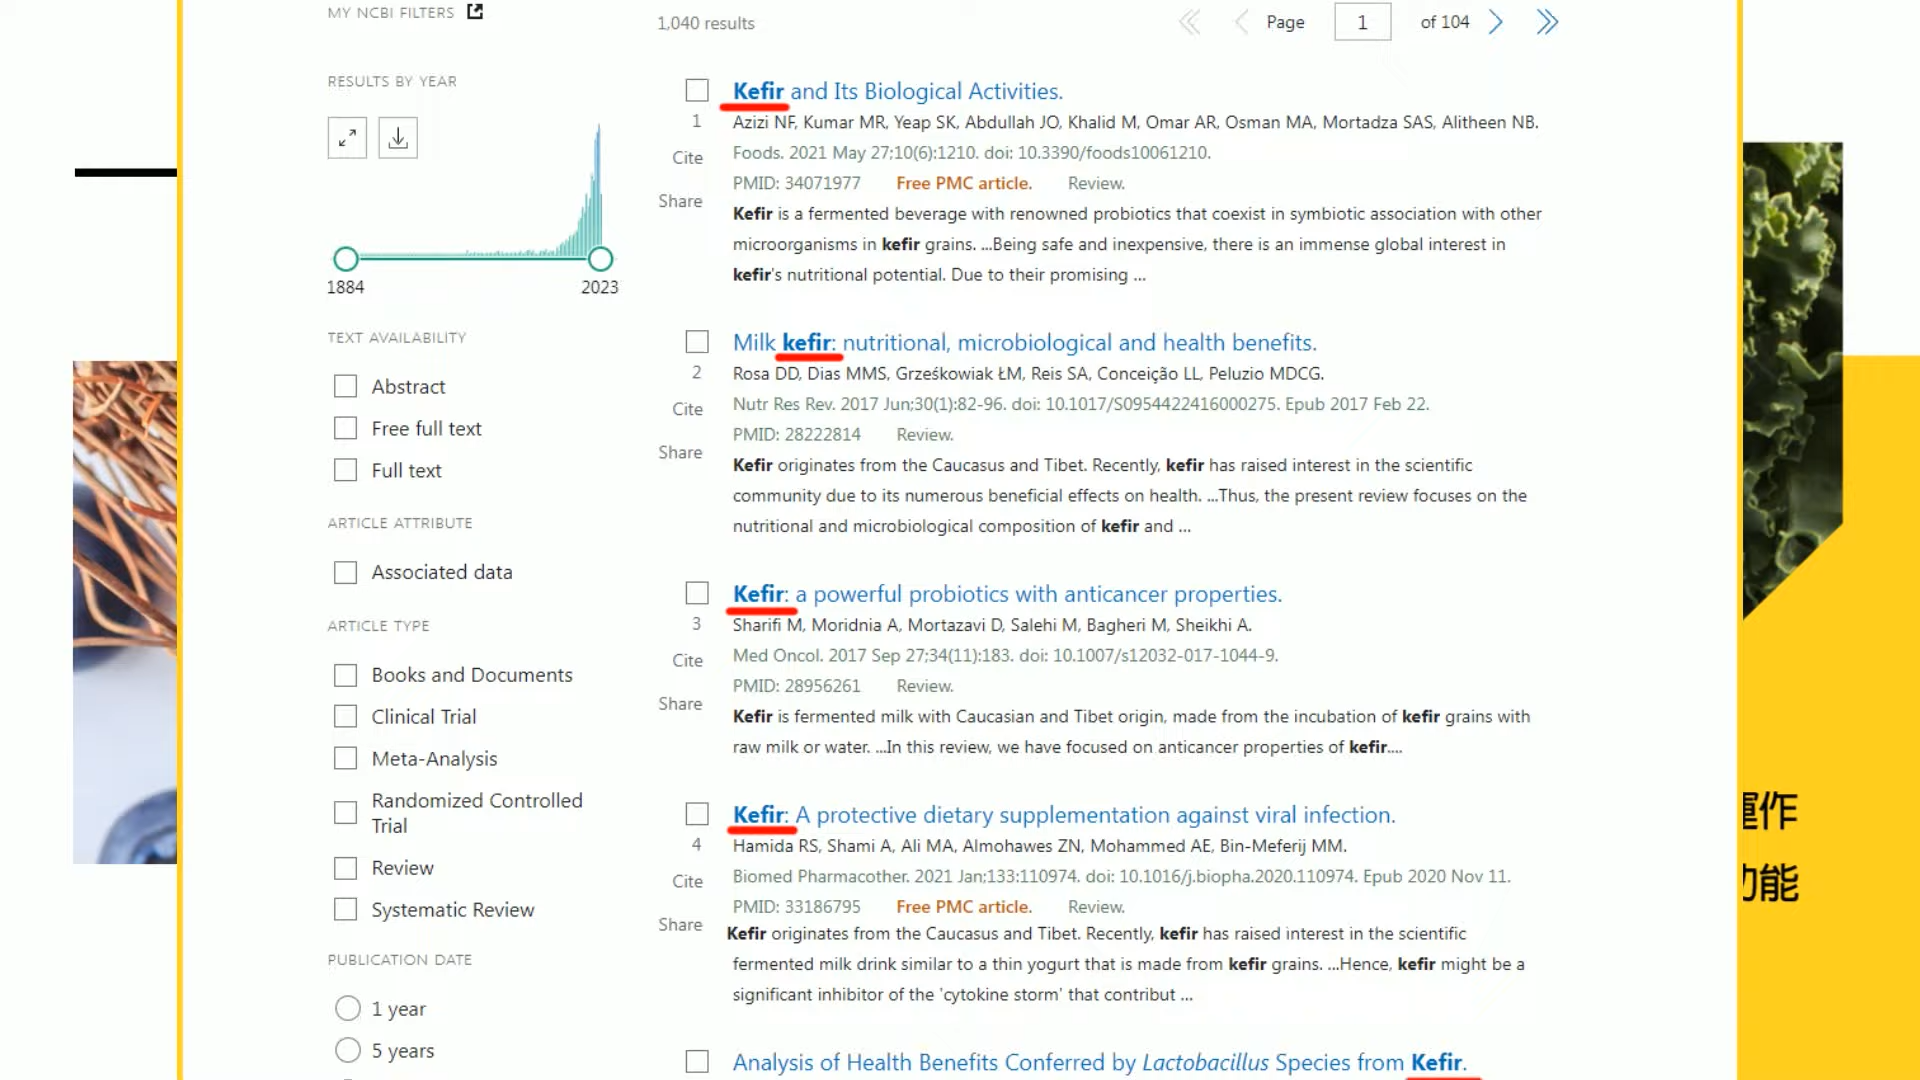 MY NCBI FILTERS
1,040 results
Page 1 of 104
RESULTS BY YEAR
1884 2023
TEXT AVAILABILITY
Abstract
Free full text
Full text
ARTICLE ATTRIBUTE
Associated data
ARTICLE TYPE
Books and Documents
Clinical Trial
Meta-Analysis
Randomized Controlled
Trial
Review
Systematic Review
PUBLICATION DATE
1 year
5 years
Kefir and Its Biological Activities.
1
Azizi NF, Kumar MR, Yeap SK, Abdullah JO, Khalid M, Omar AR, Osman MA, Mortadza SAS, Alitheen NB.
Cite
Foods. 2021 May 27;10(6):1210. doi: 10.3390/foods10061210.
PMID: 34071977 Free PMC article. Review.
Share
Kefir is a fermented beverage with renowned probiotics that coexist in symbiotic association with other
microorganisms in kefir grains. ...Being safe and inexpensive, there is an immense global interest in
kefir's nutritional potential. Due to their promising ...
Milk kefir: nutritional, microbiological and health benefits.
2
Rosa DD, Dias MMS, Grześkowiak ŁM, Reis SA, Conceição LL, Peluzio MDCG.
Cite
Nutr Res Rev. 2017 Jun;30(1):82-96. doi: 10.1017/S0954422416000275. Epub 2017 Feb 22.
PMID: 28222814 Review.
Share
Kefir originates from the Caucasus and Tibet. Recently, kefir has raised interest in the scientific
community due to its numerous beneficial effects on health. ...Thus, the present review focuses on the
nutritional and microbiological composition of kefir and ...
Kefir: a powerful probiotics with anticancer properties.
3
Sharifi M, Moridnia A, Mortazavi D, Salehi M, Bagheri M, Sheikhi A.
Cite
Med Oncol. 2017 Sep 27;34(11):183. doi: 10.1007/s12032-017-1044-9.
PMID: 28956261 Review.
Share
Kefir is fermented milk with Caucasian and Tibet origin, made from the incubation of kefir grains with
raw milk or water. ...In this review, we have focused on anticancer properties of kefir....
Kefir: A protective dietary supplementation against viral infection.
4
Hamida RS, Shami A, Ali MA, Almohawes ZN, Mohammed AE, Bin-Meferij MM.
Cite
Biomed Pharmacother. 2021 Jan;133:110974. doi: 10.1016/j.biopha.2020.110974. Epub 2020 Nov 11.
PMID: 33186795 Free PMC article. Review.
Share
Kefir originates from the Caucasus and Tibet. Recently, kefir has raised interest in the scientific
fermented milk drink similar to a thin yogurt that is made from kefir grains. ...Hence, kefir might be a
significant inhibitor of the 'cytokine storm' that contribut ...
Analysis of Health Benefits Conferred by Lactobacillus Species from Kefir.
運作
功能